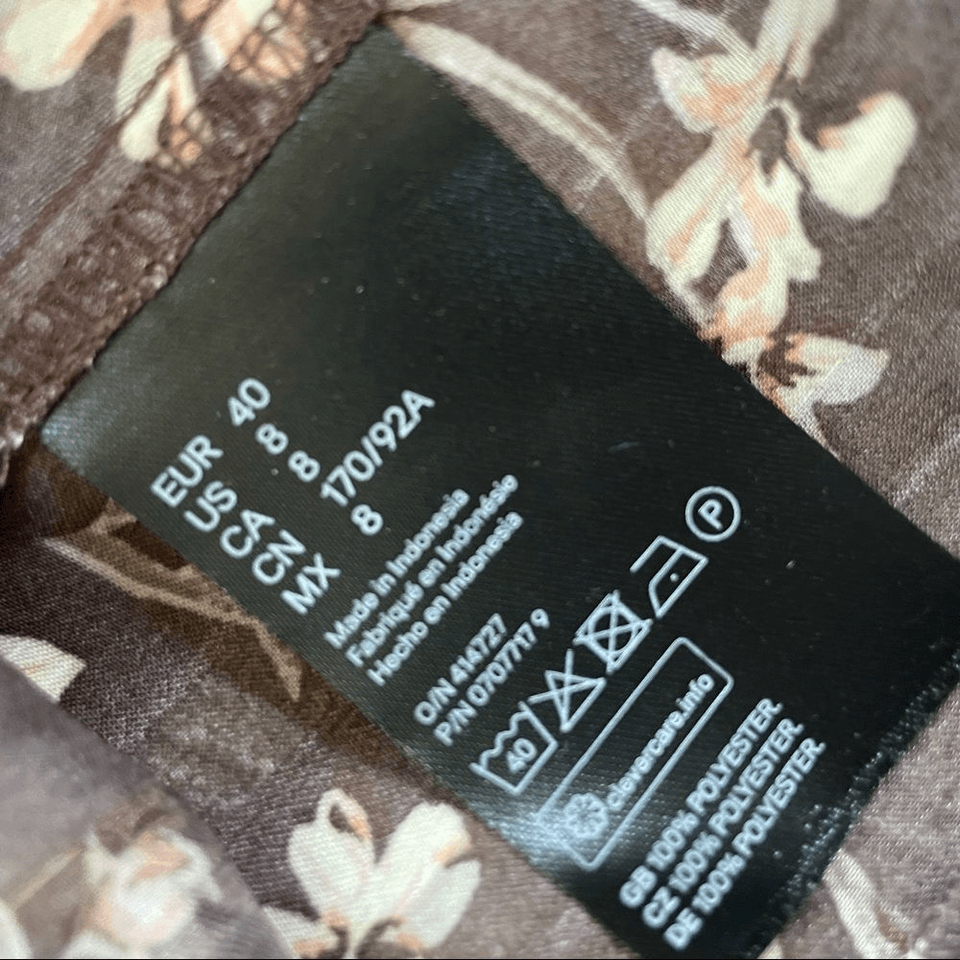 EUR 40
US 8
CA 8
CN 170/92A
MX 8
Made in Indonesia
Fabriqué en Indonésie
Hecho en Indonesia
O/N 414727
P/N 07077177 9
40
P
clevercare.info
GB 100% POLYESTER
CZ 100% POLYESTER
DE 100% POLYESTER